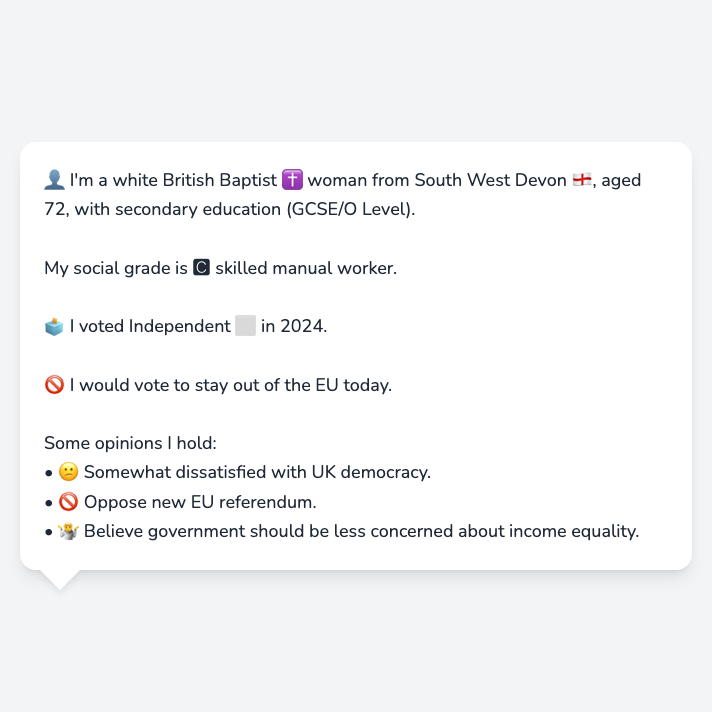 👤 I'm a white British Baptist ✝️ woman from South West Devon 🏴󠁧󠁢󠁥󠁮󠁧󠁿, aged
72, with secondary education (GCSE/O Level).
My social grade is 🅲 skilled manual worker.
🗳️ I voted Independent ⬜ in 2024.
🚫 I would vote to stay out of the EU today.
Some opinions I hold:
• 😕 Somewhat dissatisfied with UK democracy.
• 🚫 Oppose new EU referendum.
• 🤷‍♀️ Believe government should be less concerned about income equality.